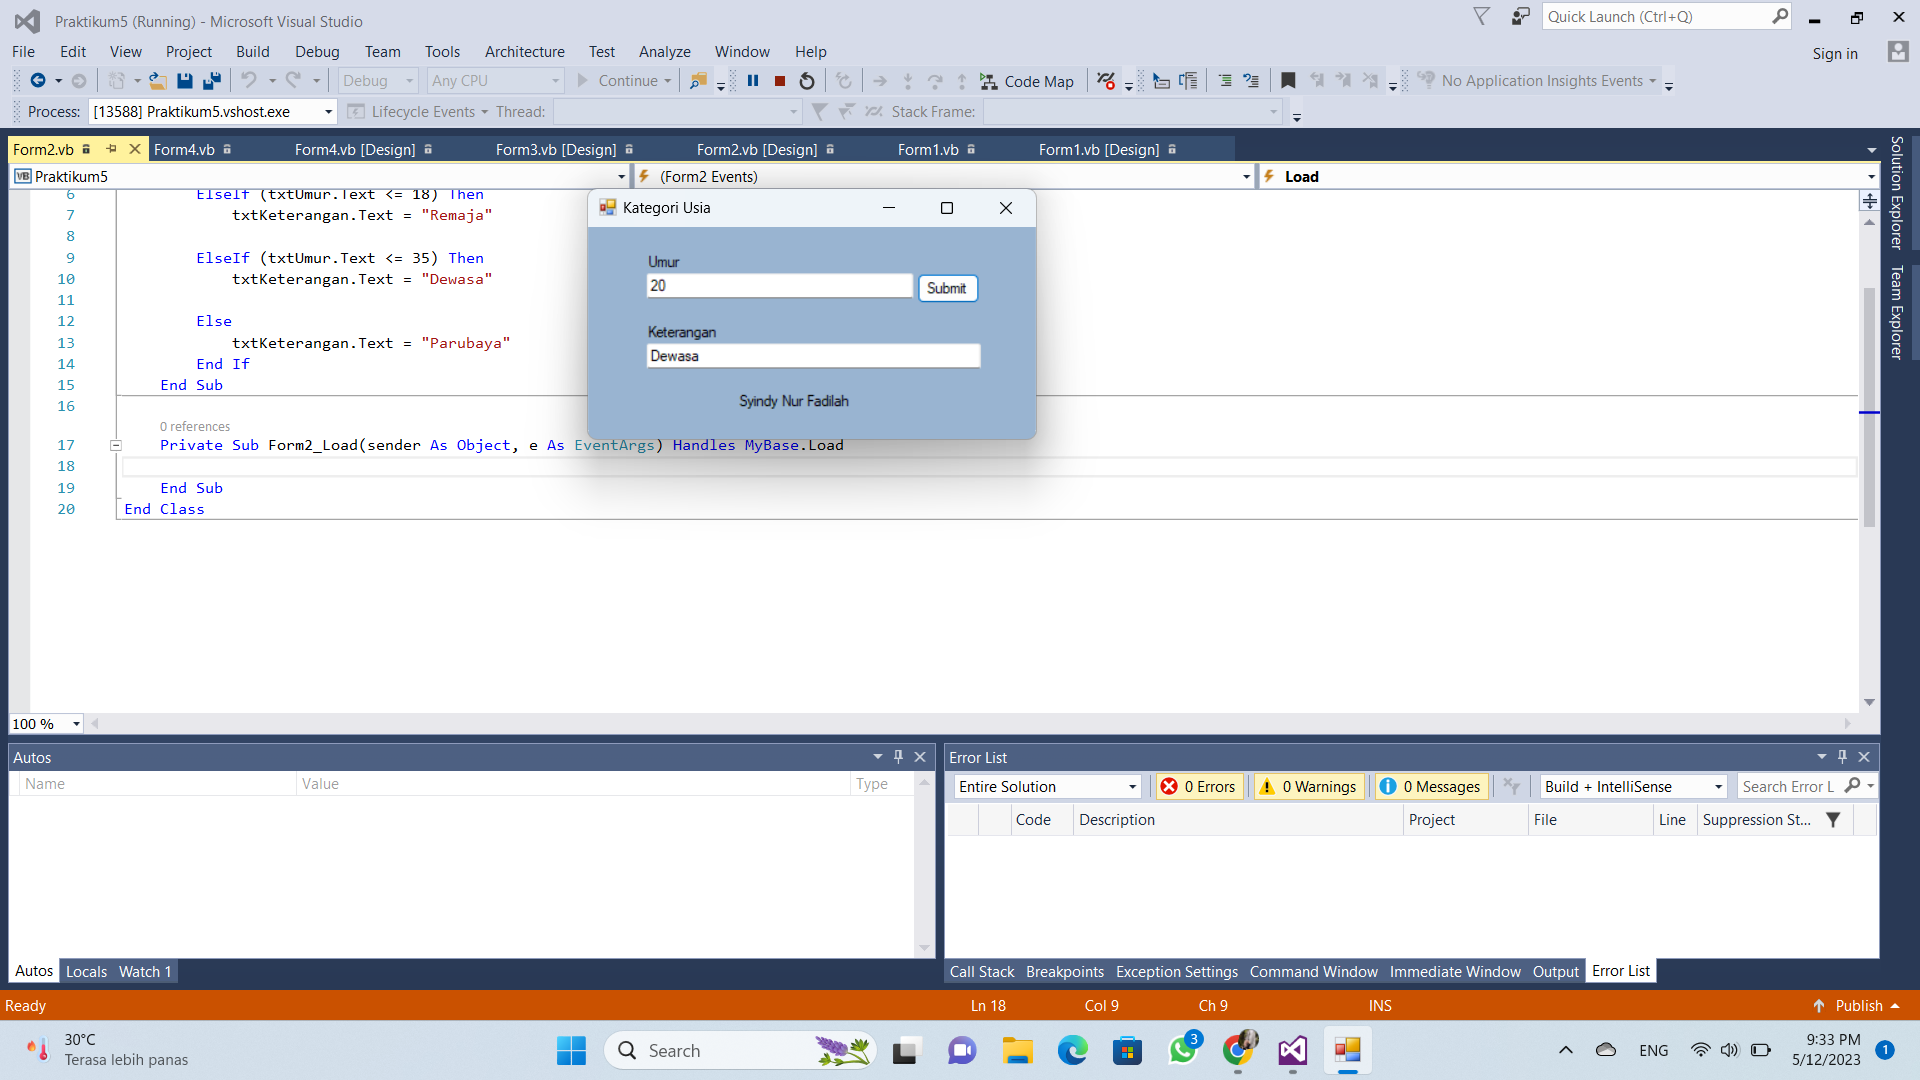 Praktikum5 (Running) - Microsoft Visual Studio
Quick Launch (Ctrl+Q)
File Edit View Project Build Debug Team Tools Architecture Test Analyze Window Help
Sign in
Debug Any CPU Continue Code Map No Application Insights Events
Process: [13588] Praktikum5.vshost.exe Lifecycle Events Thread: Stack Frame:
Form2.vb Form4.vb Form4.vb [Design] Form3.vb [Design] Form2.vb [Design] Form1.vb Form1.vb [Design]
VB Praktikum5 (Form2 Events) Load
Solution Explorer
Team Explorer
6 ElseIf (txtUmur.Text <= 18) Then
7 txtKeterangan.Text = "Remaja"
8
9 ElseIf (txtUmur.Text <= 35) Then
10 txtKeterangan.Text = "Dewasa"
11
12 Else
13 txtKeterangan.Text = "Parubaya"
14 End If
15 End Sub
16
0 references
17 Private Sub Form2_Load(sender As Object, e As EventArgs) Handles MyBase.Load
18
19 End Sub
20 End Class
Kategori Usia
Umur
20 Submit
Keterangan
Dewasa
Syindy Nur Fadilah
100 %
Autos
Name Value Type
Autos Locals Watch 1
Error List
Entire Solution 0 Errors 0 Warnings 0 Messages Build + IntelliSense Search Error L
Code Description Project File Line Suppression St...
Call Stack Breakpoints Exception Settings Command Window Immediate Window Output Error List
Ready Ln 18 Col 9 Ch 9 INS Publish
30°C
Terasa lebih panas
Search
3
ENG
9:33 PM
5/12/2023
1